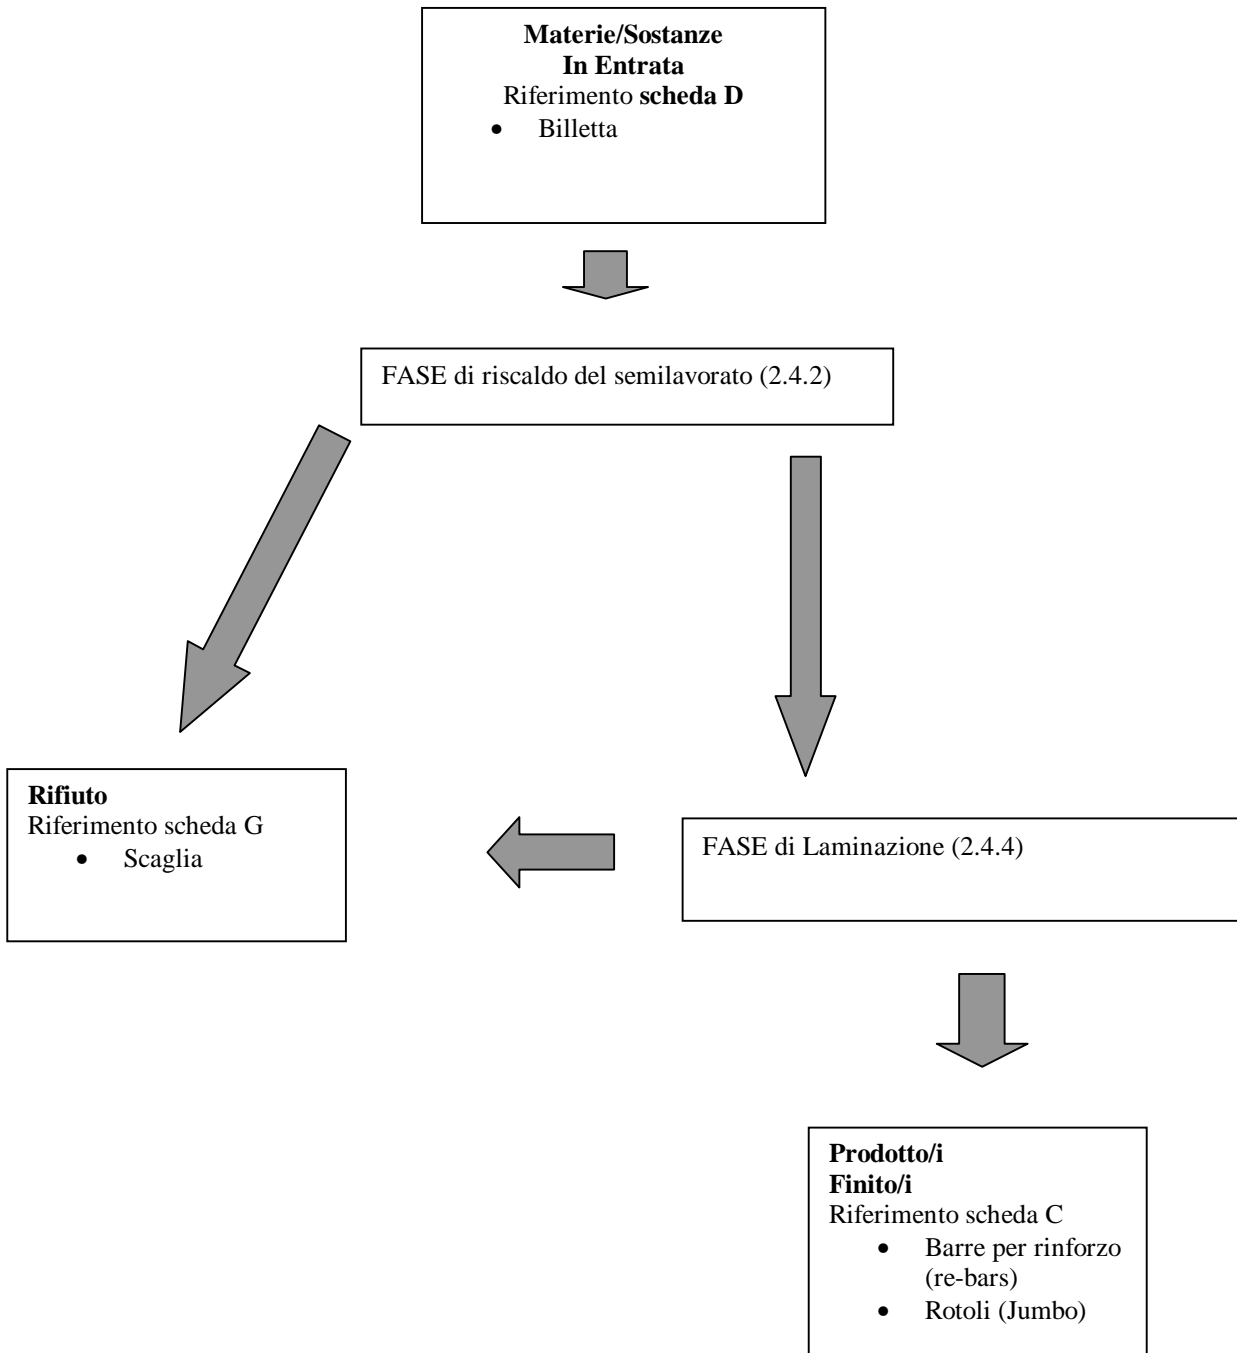 Materie/Sostanze
In Entrata
Riferimento scheda D
• Billetta
FASE di riscaldo del semilavorato (2.4.2)
Rifiuto
Riferimento scheda G
• Scaglia
FASE di Laminazione (2.4.4)
Prodotto/i
Finito/i
Riferimento scheda C
• Barre per rinforzo
(re-bars)
• Rotoli (Jumbo)